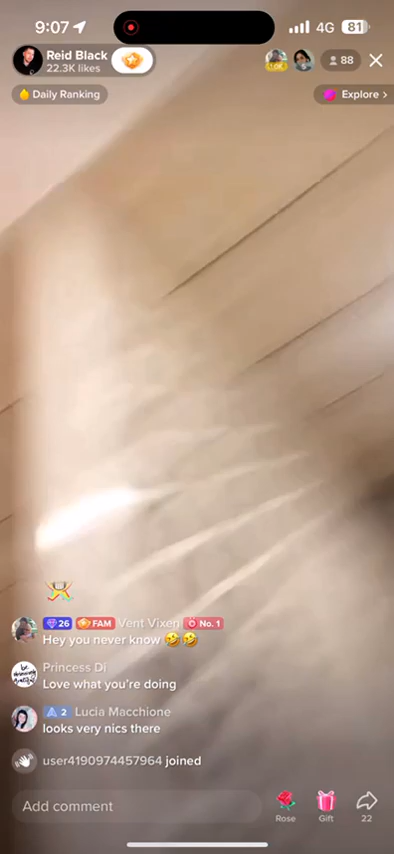 9:07
4G
81
Reid Black
22.3K likes
88
Daily Ranking
Explore >
26 FAM Vent Vixen No. 1
Hey you never know 🤣🤣
Princess Di
Love what you're doing
2 Lucia Macchione
looks very nics there
user4190974457964 joined
Add comment
Rose
Gift
22